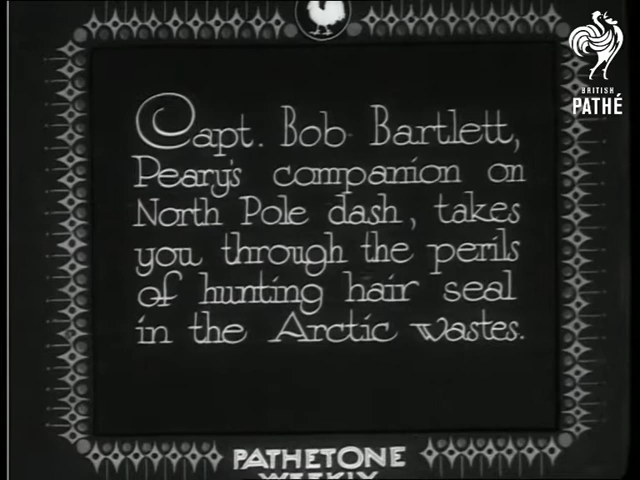 BRITISH
PATHÉ
Capt. Bob Bartlett,
Peary's companion on
North Pole dash, takes
you through the perils
of hunting hair seal
in the Arctic wastes.
PATHETONE
WEEKLY